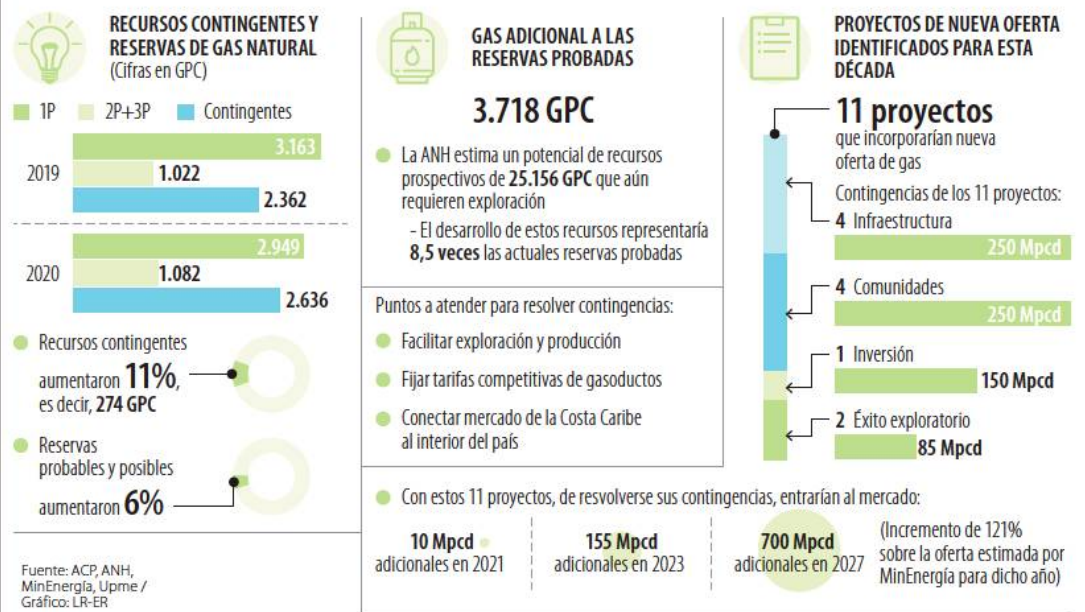 RECURSOS CONTINGENTES Y
RESERVAS DE GAS NATURAL
(Cifras en GPC)
1P
2P+3P
Contingentes
2019
3.163
1.022
2.362
2020
2.949
1.082
2.636
Recursos contingentes
aumentaron 11%,
es decir, 274 GPC
Reservas
probables y posibles
aumentaron 6%
Fuente: ACP, ANH,
MinEnergía, Upme /
Gráfico: LR-ER
GAS ADICIONAL A LAS
RESERVAS PROBADAS
3.718 GPC
La ANH estima un potencial de recursos
prospectivos de 25.156 GPC que aún
requieren exploración
- El desarrollo de estos recursos representaría
8,5 veces las actuales reservas probadas
Puntos a atender para resolver contingencias:
Facilitar exploración y producción
Fijar tarifas competitivas de gasoductos
Conectar mercado de la Costa Caribe
al interior del país
PROYECTOS DE NUEVA OFERTA
IDENTIFICADOS PARA ESTA
DÉCADA
11 proyectos
que incorporarían nueva
oferta de gas
Contingencias de los 11 proyectos:
4 Infraestructura
250 Mpcd
4 Comunidades
250 Mpcd
1 Inversión
150 Mpcd
2 Éxito exploratorio
85 Mpcd
Con estos 11 proyectos, de resvolverse sus contingencias, entrarían al mercado:
10 Mpcd
adicionales en 2021
155 Mpcd
adicionales en 2023
700 Mpcd
adicionales en 2027
(Incremento de 121%
sobre la oferta estimada por
MinEnergía para dicho año)